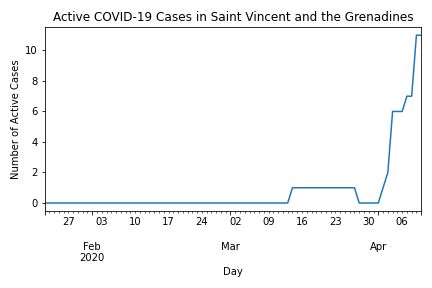 Active COVID-19 Cases in Saint Vincent and the Grenadines
Number of Active Cases
10
8
6
4
2
0
27 03 10 17 24 02 09 16 23 30 06
Feb Mar Apr
2020
Day